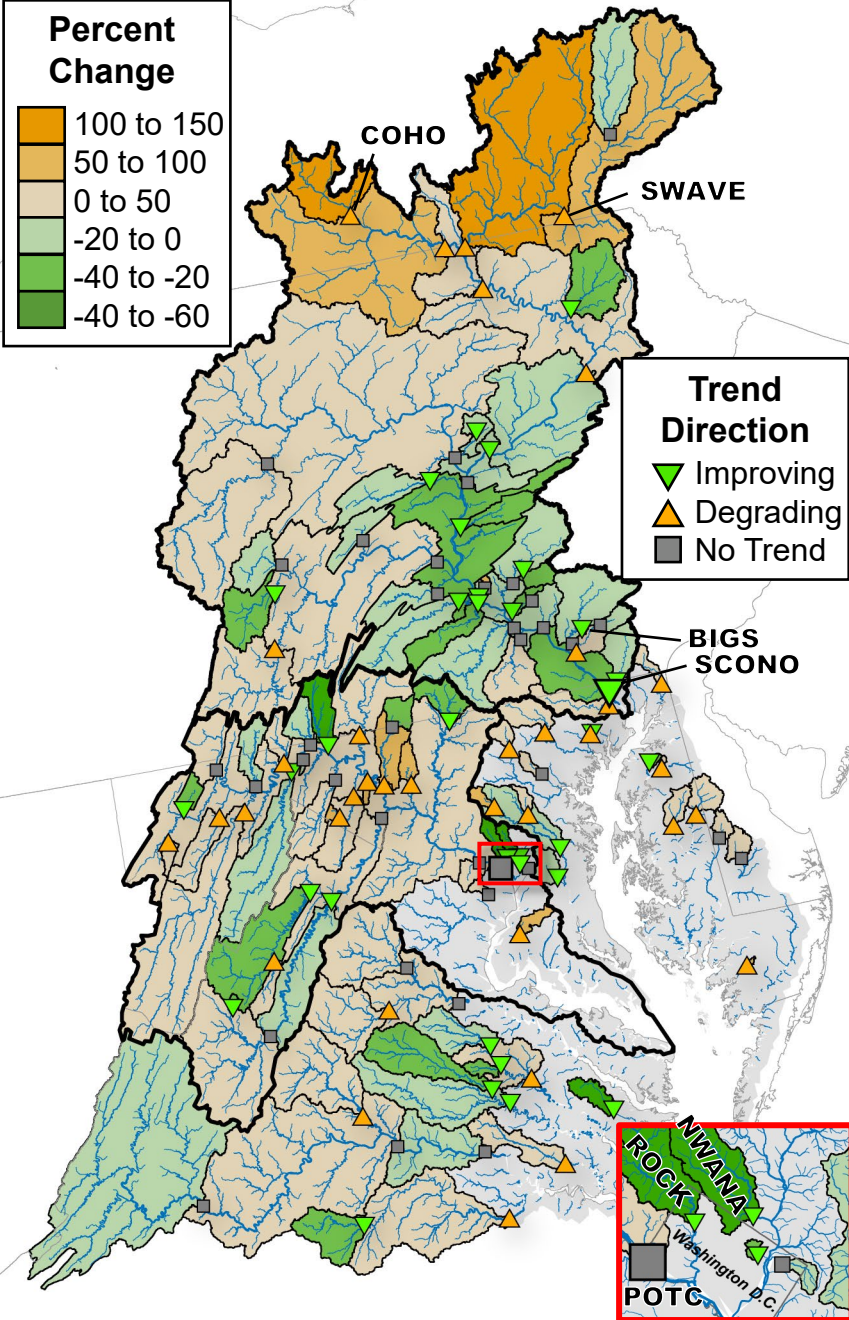 Percent
Change
100 to 150
50 to 100
0 to 50
-20 to 0
-40 to -20
-40 to -60
COHO
SWAVE
Trend
Direction
Improving
Degrading
No Trend
BIGS
SCONO
ROCK
NWANA
Washington D.C.
POTC